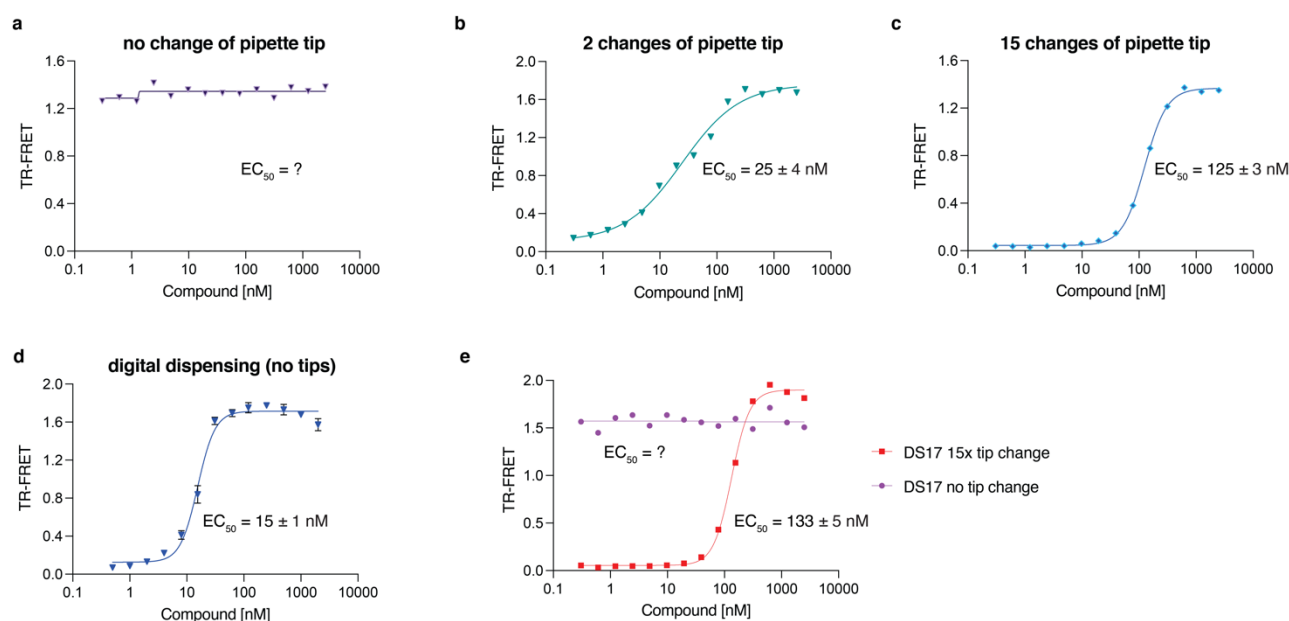 a
no change of pipette tip
1.6
1.2
0.8
0.4
0.0
TR-FRET
EC50 = ?
0.1 1 10 100 1000 10000
Compound [nM]
b
2 changes of pipette tip
2.0
1.6
1.2
0.8
0.4
0.0
TR-FRET
EC50 = 25 ± 4 nM
0.1 1 10 100 1000 10000
Compound [nM]
c
15 changes of pipette tip
1.6
1.2
0.8
0.4
0.0
TR-FRET
EC50 = 125 ± 3 nM
0.1 1 10 100 1000 10000
Compound [nM]
d
digital dispensing (no tips)
2.0
1.6
1.2
0.8
0.4
0.0
TR-FRET
EC50 = 15 ± 1 nM
0.1 1 10 100 1000 10000
Compound [nM]
e
2.0
1.5
1.0
0.5
0.0
TR-FRET
EC50 = ?
EC50 = 133 ± 5 nM
0.1 1 10 100 1000 10000
Compound [nM]
DS17 15x tip change
DS17 no tip change